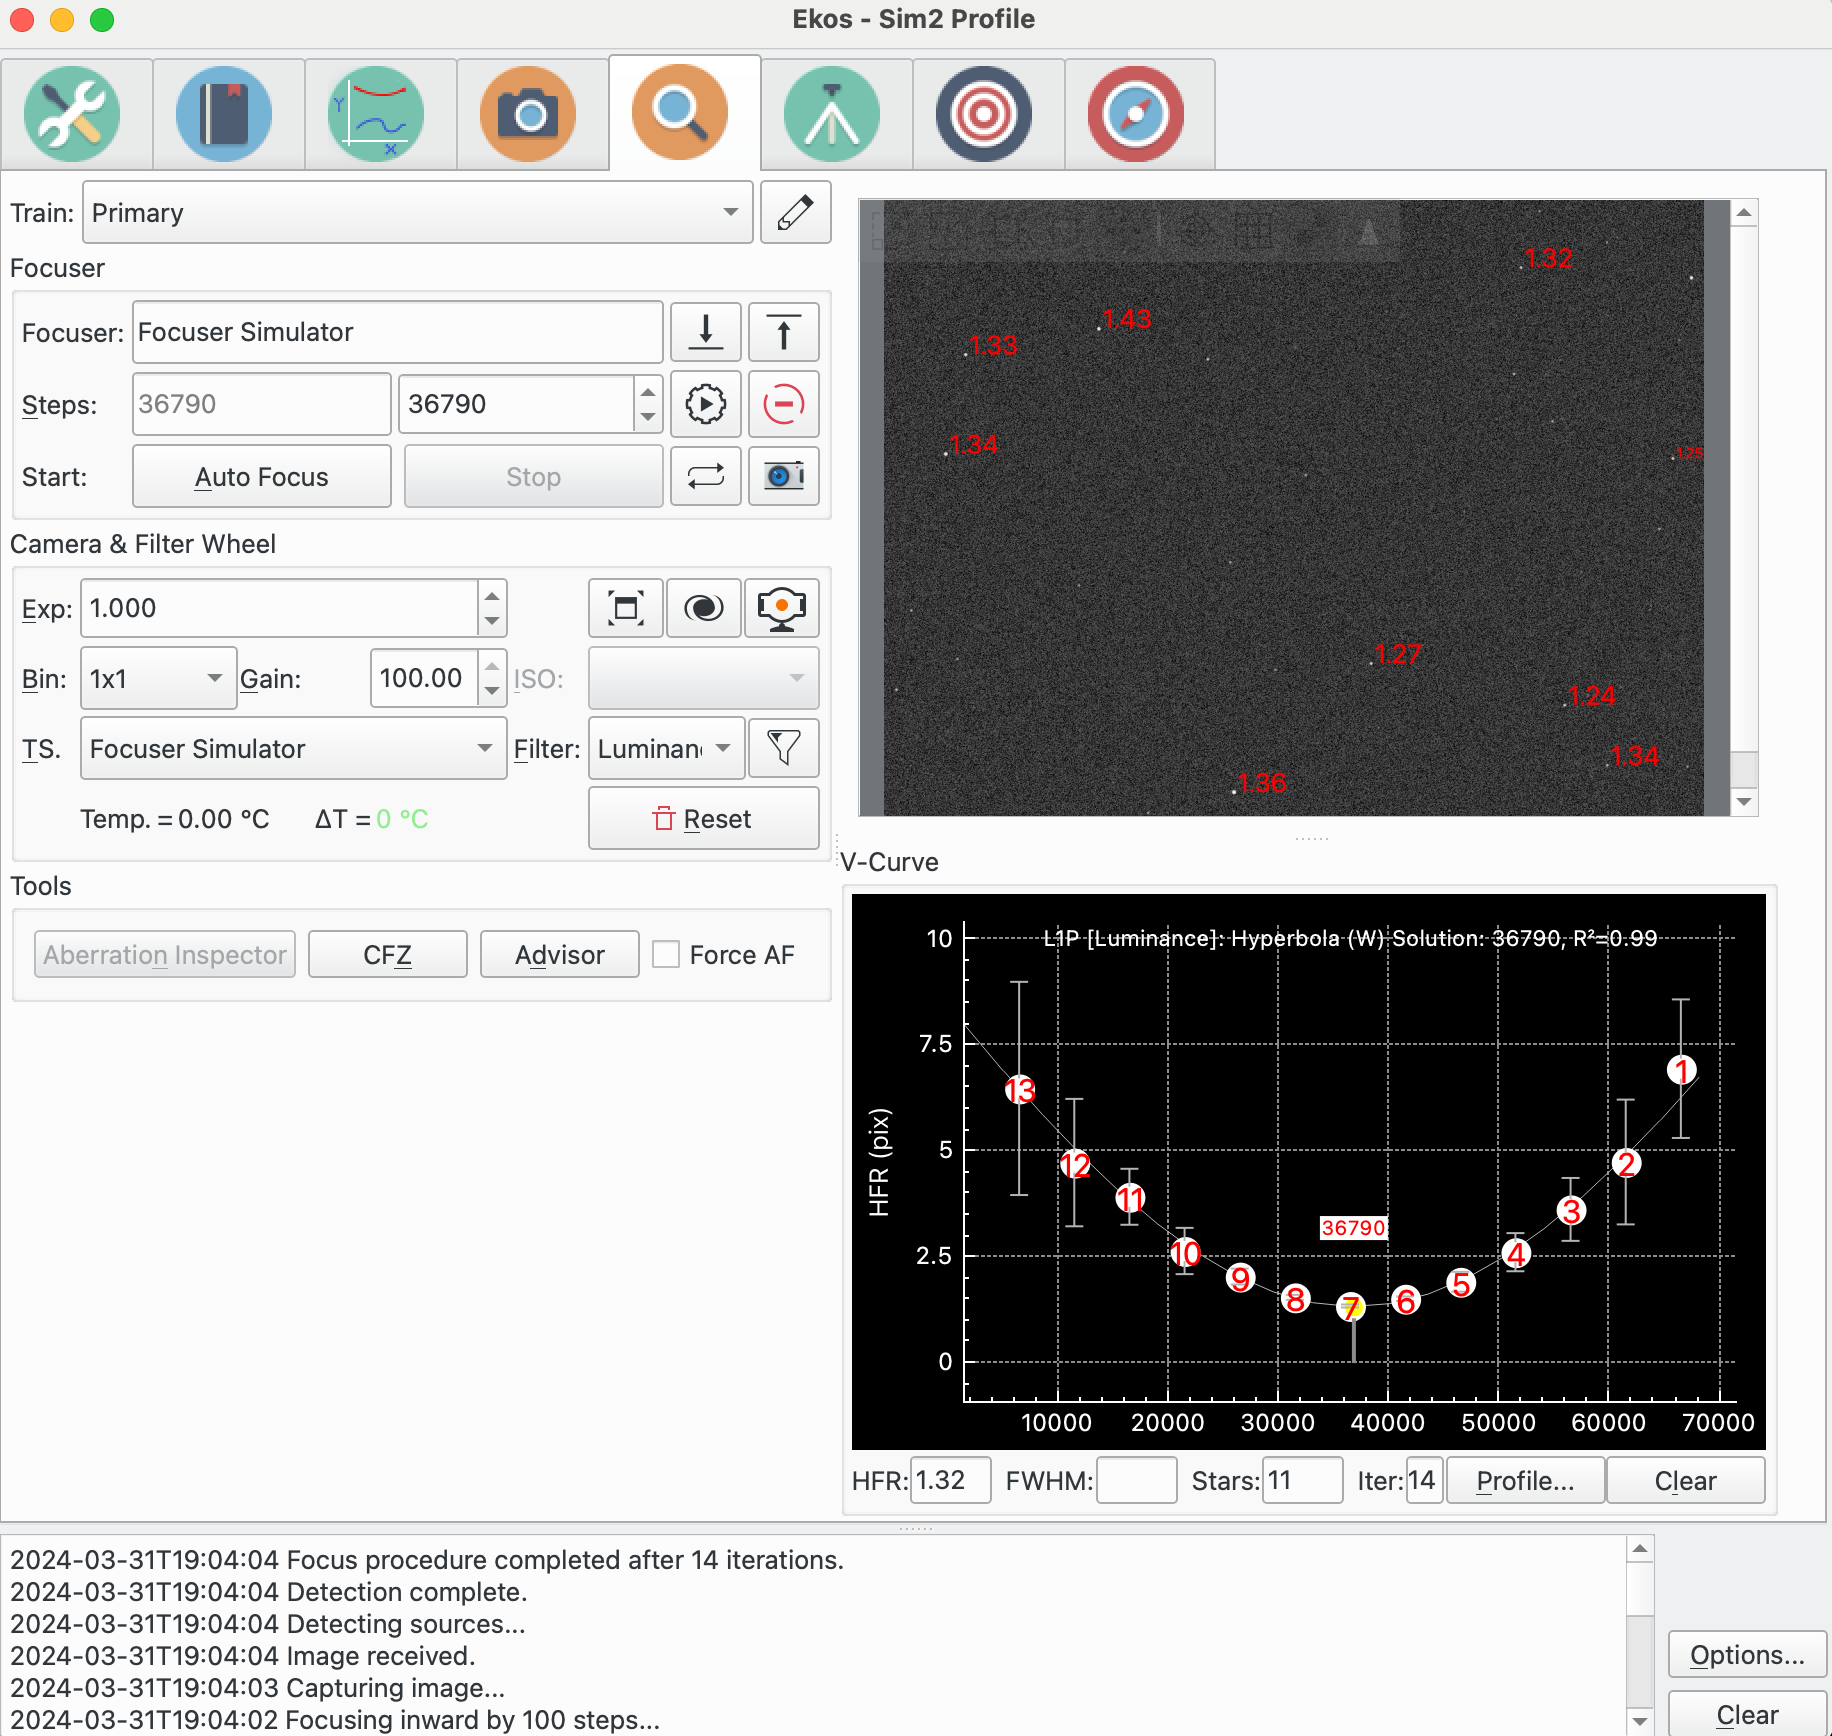 Ekos - Sim2 Profile
Train: Primary
Focuser
Focuser: Focuser Simulator
Steps: 36790 36790
Start: Auto Focus Stop
Camera & Filter Wheel
Exp: 1.000
Bin: 1x1 Gain: 100.00 ISO:
TS. Focuser Simulator Filter: Luminan
Temp. = 0.00 °C ΔT = 0 °C Reset
Tools
Aberration Inspector CFZ Advisor Force AF
1.32
1.43
1.33
1.34
1.25
1.27
1.24
1.34
1.36
V-Curve
L1P [Luminance]: Hyperbola (W) Solution: 36790, R²=0.99
10
7.5
5
2.5
0
HFR (pix)
13
12
11
10
9
8
7
6
5
4
3
2
1
36790
10000 20000 30000 40000 50000 60000 70000
HFR: 1.32 FWHM: Stars: 11 Iter: 14 Profile... Clear
2024-03-31T19:04:04 Focus procedure completed after 14 iterations.
2024-03-31T19:04:04 Detection complete.
2024-03-31T19:04:04 Detecting sources...
2024-03-31T19:04:04 Image received.
2024-03-31T19:04:03 Capturing image...
2024-03-31T19:04:02 Focusing inward by 100 steps...
Options...
Clear